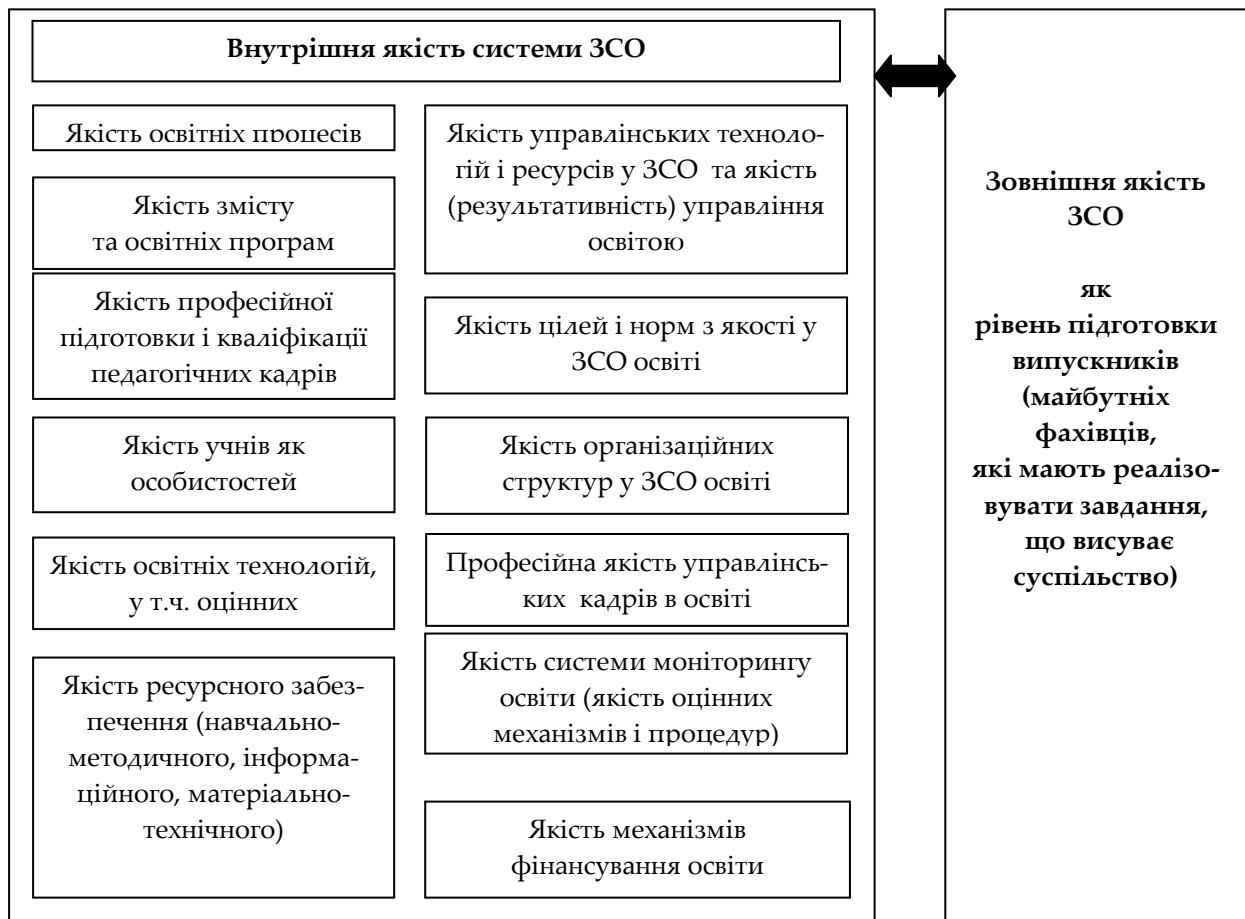 Внутрішня якість системи ЗСО
Якість освітніх процесів
Якість змісту
та освітніх програм
Якість професійної
підготовки і кваліфікації
педагогічних кадрів
Якість учнів як
особистостей
Якість освітніх технологій,
у т.ч. оцінних
Якість ресурсного забез-
печення (навчально-
методичного, інформа-
ційного, матеріально-
технічного)
Якість управлінських техноло-
гій і ресурсів у ЗСО та якість
(результативність) управління
освітою
Якість цілей і норм з якості у
ЗСО освіті
Якість організаційних
структур у ЗСО освіті
Професійна якість управлінсь-
ких кадрів в освіті
Якість системи моніторингу
освіти (якість оцінних
механізмів і процедур)
Якість механізмів
фінансування освіти
Зовнішня якість
ЗСО
як
рівень підготовки
випускників
(майбутніх
фахівців,
які мають реалізо-
вувати завдання,
що висуває
суспільство)